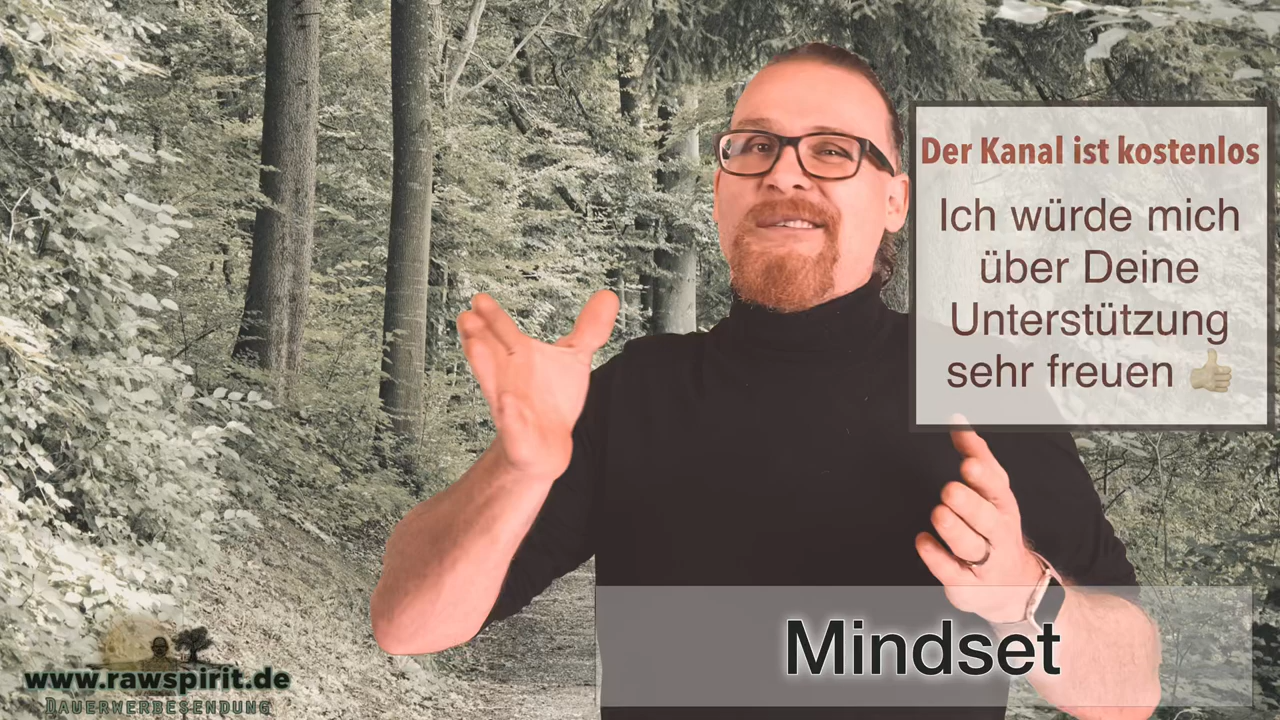 Der Kanal ist kostenlos
Ich würde mich
über Deine
Unterstützung
sehr freuen 👍
Mindset
www.rawspirit.de
DAUERWERBESENDUNG